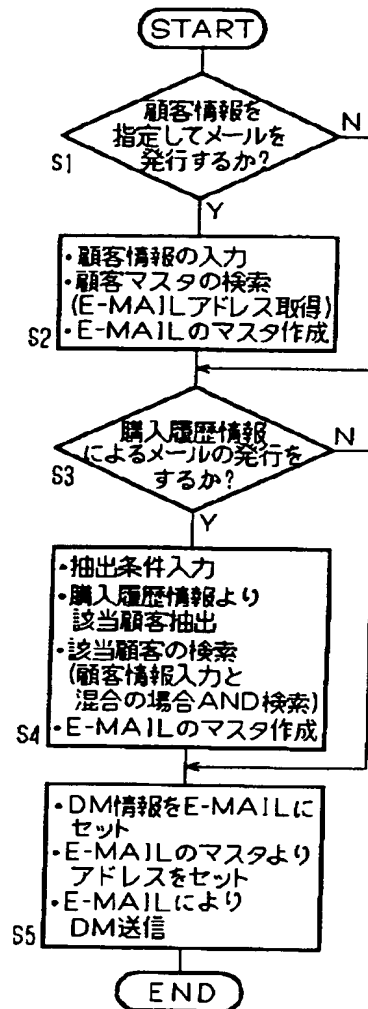 START
顧客情報を
指定してメールを
発行するか?
N
S1
Y
・顧客情報の入力
・顧客マスタの検索
(E-MAILアドレス取得)
・E-MAILのマスタ作成
S2
購入履歴情報
によるメールの発行を
するか?
N
S3
Y
・抽出条件入力
・購入履歴情報より
該当顧客抽出
・該当顧客の検索
(顧客情報入力と
混合の場合AND検索)
・E-MAILのマスタ作成
S4
・DM情報をE-MAILに
セット
・E-MAILのマスタより
アドレスをセット
・E-MAILにより
DM送信
S5
END